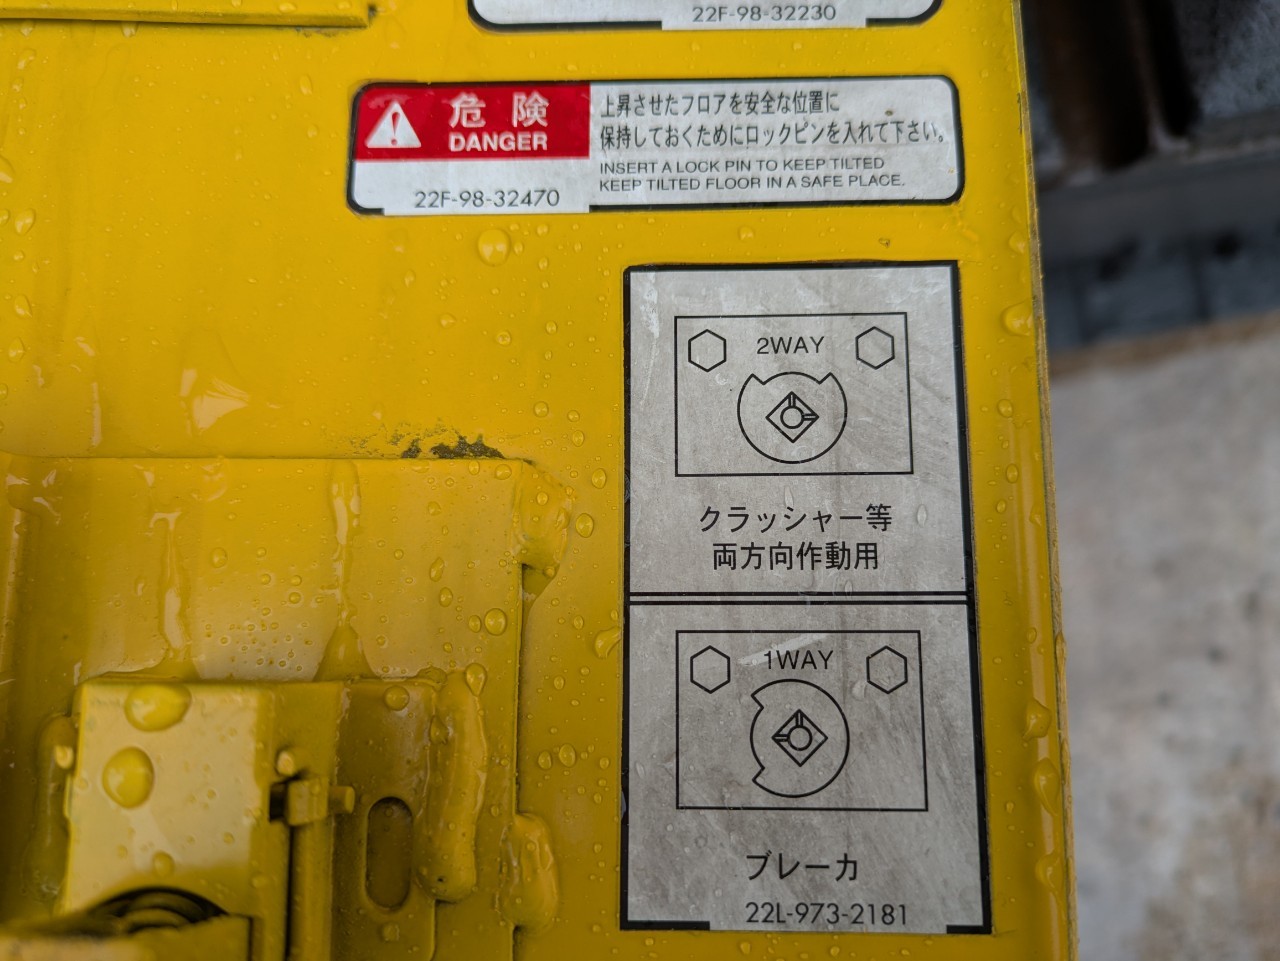 22F-98-32230
危険
DANGER
22F-98-32470
上昇させたフロアを安全な位置に
保持しておくためにロックピンを入れて下さい。
INSERT A LOCK PIN TO KEEP TILTED
KEEP TILTED FLOOR IN A SAFE PLACE.
2WAY
クラッシャー等
両方向作動用
1WAY
ブレーカ
22L-973-2181